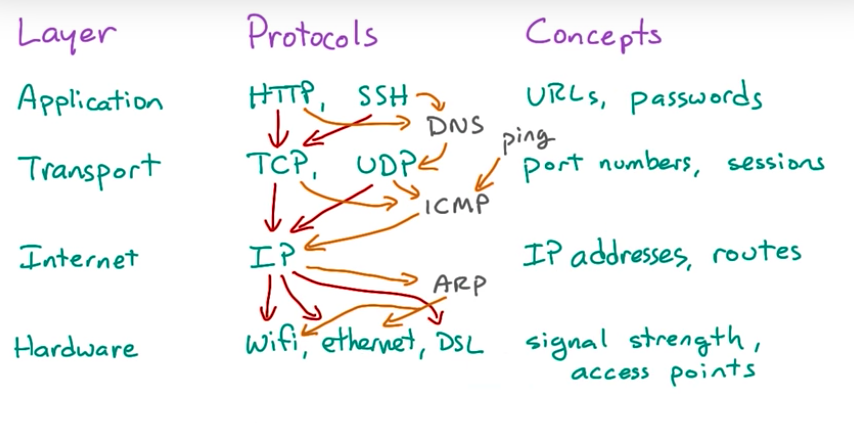 Layer Protocols Concepts
Application HTTP, SSH URLs, passwords
DNS
ping
Transport TCP, UDP port numbers, sessions
ICMP
Internet IP IP addresses, routes
ARP
Hardware Wifi, ethernet, DSL signal strength,
access points